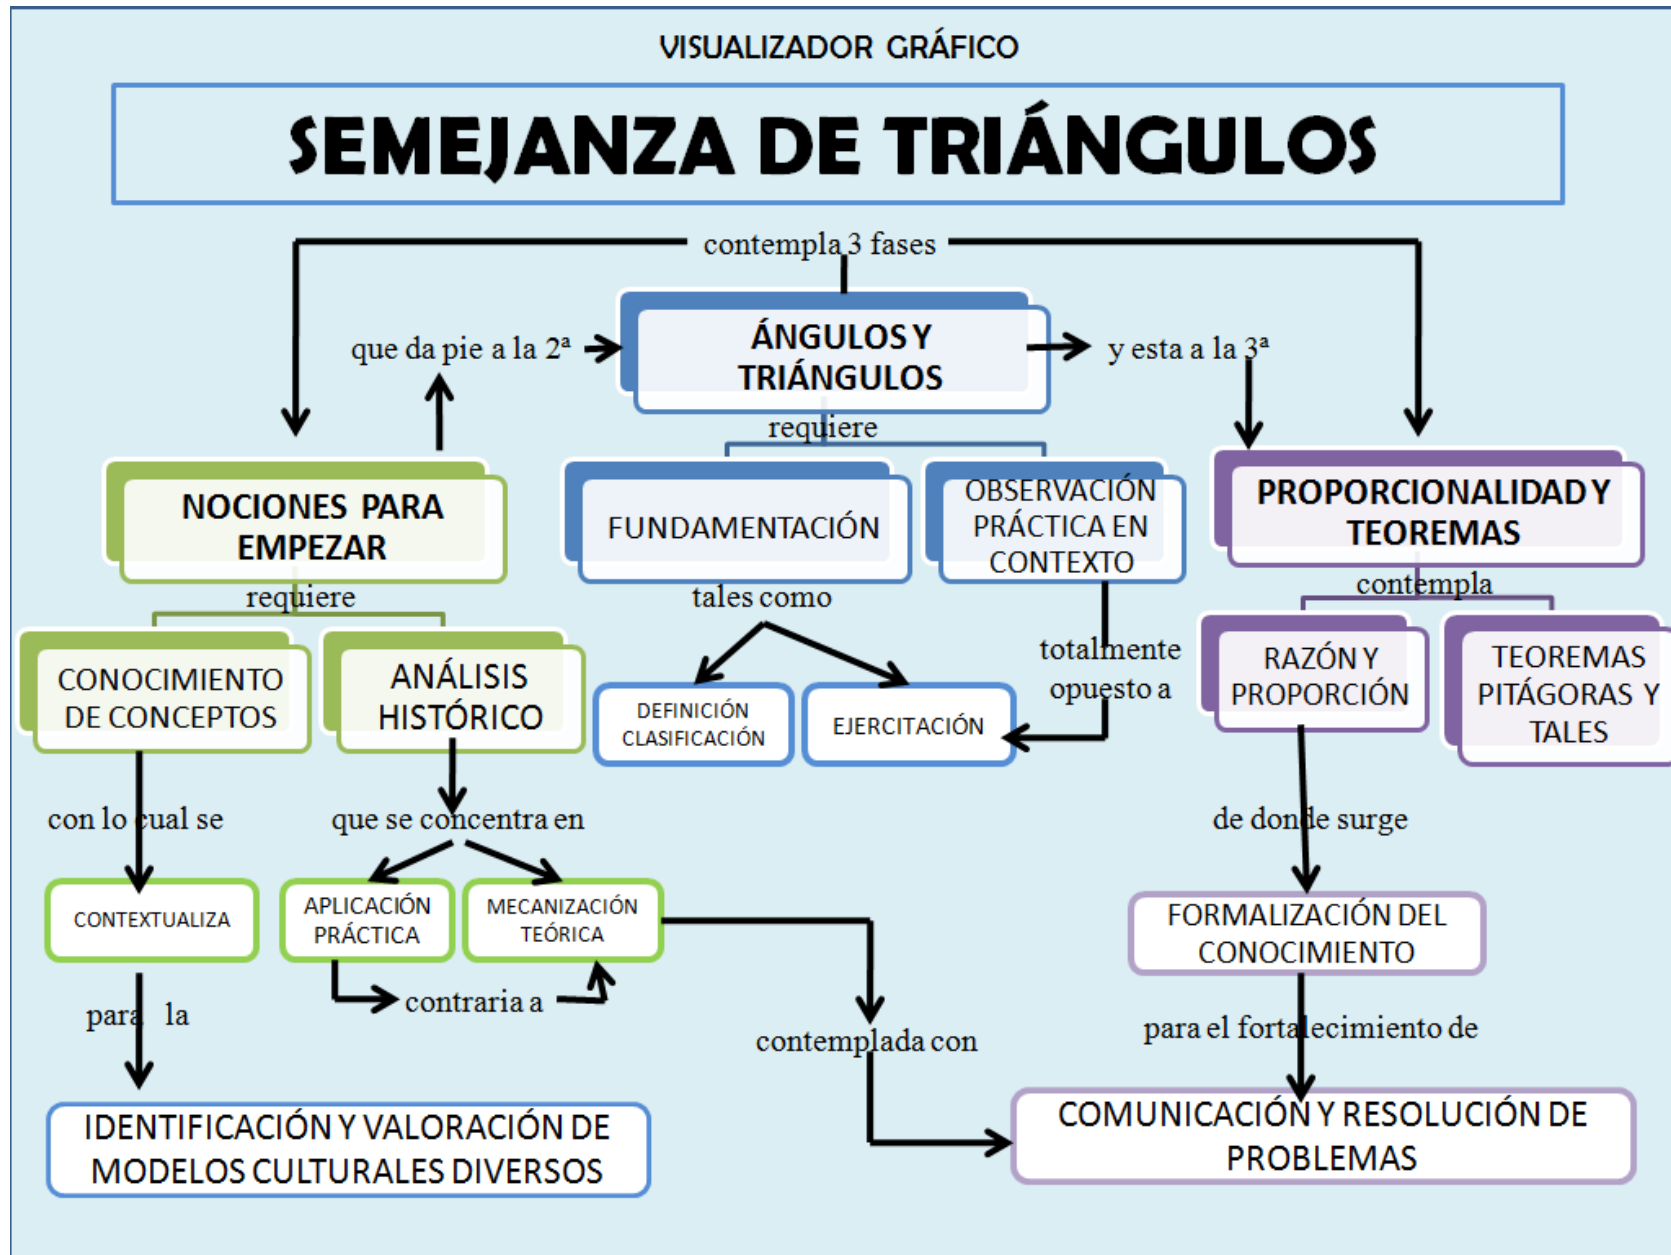 VISUALIZADOR GRÁFICO
SEMEJANZA DE TRIÁNGULOS
contempla 3 fases
que da pie a la 2ª
ÁNGULOS Y
TRIÁNGULOS
y esta a la 3ª
requiere
NOCIONES PARA
EMPEZAR
FUNDAMENTACIÓN
OBSERVACIÓN
PRÁCTICA EN
CONTEXTO
PROPORCIONALIDAD Y
TEOREMAS
requiere
tales como
contempla
CONOCIMIENTO
DE CONCEPTOS
ANÁLISIS
HISTÓRICO
DEFINICIÓN
CLASIFICACIÓN
EJERCITACIÓN
totalmente
opuesto a
RAZÓN Y
PROPORCIÓN
TEOREMAS
PITÁGORAS Y
TALES
con lo cual se
que se concentra en
de donde surge
CONTEXTUALIZA
APLICACIÓN
PRÁCTICA
MECANIZACIÓN
TEÓRICA
FORMALIZACIÓN DEL
CONOCIMIENTO
para la
contraria a
contemplada con
para el fortalecimiento de
IDENTIFICACIÓN Y VALORACIÓN DE
MODELOS CULTURALES DIVERSOS
COMUNICACIÓN Y RESOLUCIÓN DE
PROBLEMAS